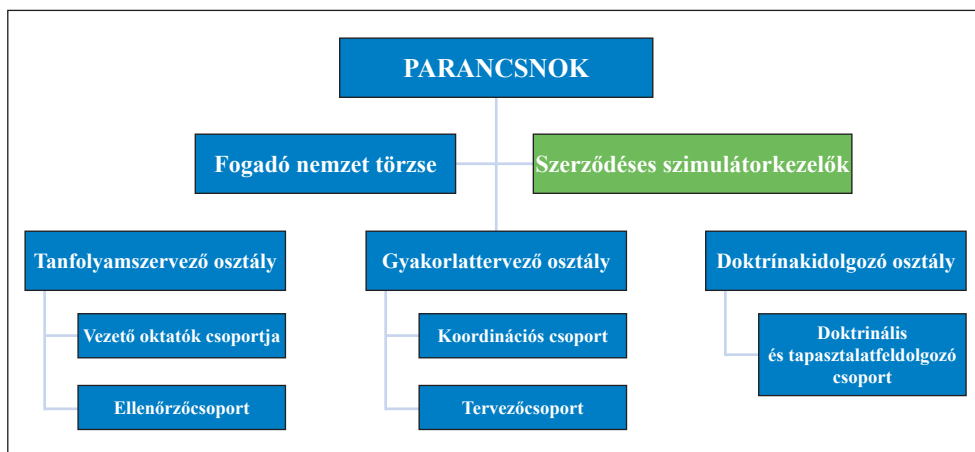 PARANCSNOK
Fogadó nemzet törzse
Szerződéses szimulátorkezelők
Tanfolyamszervező osztály
Gyakorlattervező osztály
Doktrínakidolgozó osztály
Vezető oktatók csoportja
Koordinációs csoport
Doktrinális
és tapasztalatfeldolgozó
csoport
Ellenőrzőcsoport
Tervezőcsoport